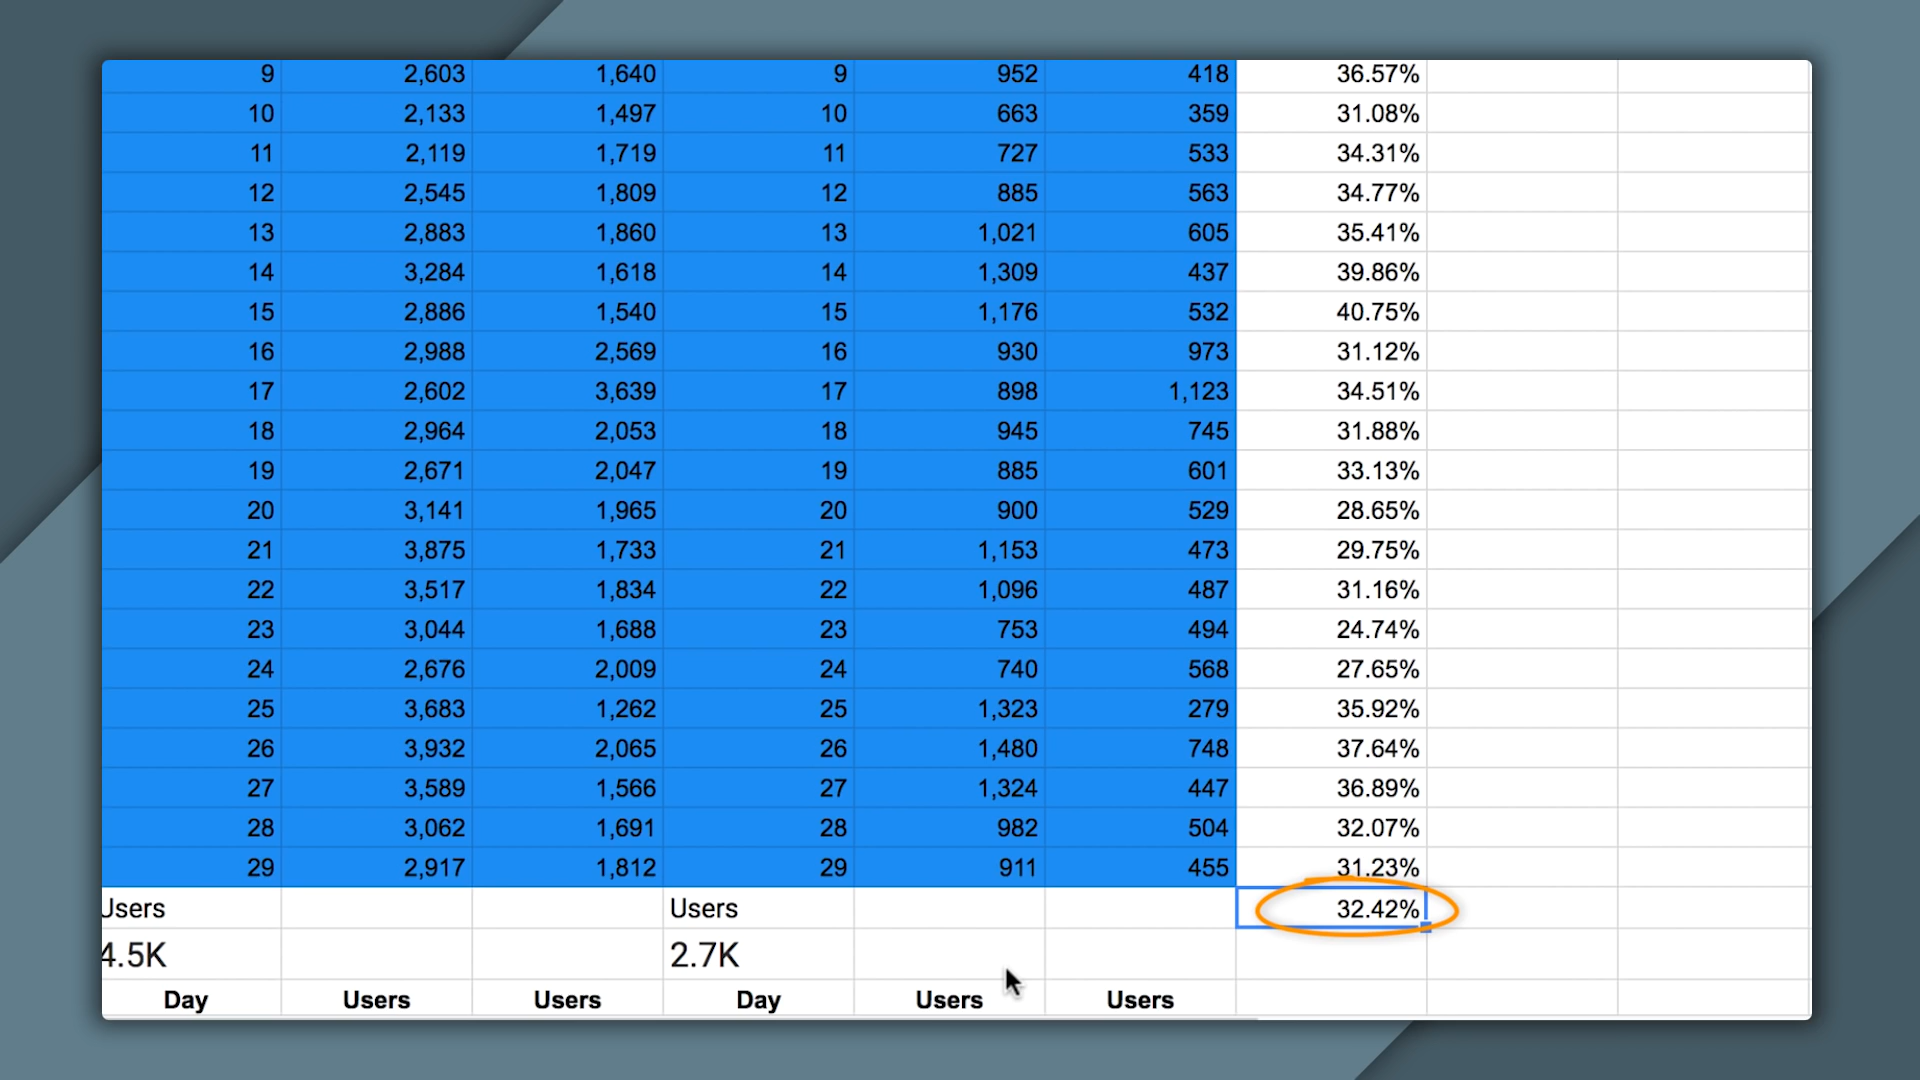 9 2,603 1,640 9 952 418 36.57%
10 2,133 1,497 10 663 359 31.08%
11 2,119 1,719 11 727 533 34.31%
12 2,545 1,809 12 885 563 34.77%
13 2,883 1,860 13 1,021 605 35.41%
14 3,284 1,618 14 1,309 437 39.86%
15 2,886 1,540 15 1,176 532 40.75%
16 2,988 2,569 16 930 973 31.12%
17 2,602 3,639 17 898 1,123 34.51%
18 2,964 2,053 18 945 745 31.88%
19 2,671 2,047 19 885 601 33.13%
20 3,141 1,965 20 900 529 28.65%
21 3,875 1,733 21 1,153 473 29.75%
22 3,517 1,834 22 1,096 487 31.16%
23 3,044 1,688 23 753 494 24.74%
24 2,676 2,009 24 740 568 27.65%
25 3,683 1,262 25 1,323 279 35.92%
26 3,932 2,065 26 1,480 748 37.64%
27 3,589 1,566 27 1,324 447 36.89%
28 3,062 1,691 28 982 504 32.07%
29 2,917 1,812 29 911 455 31.23%
Users Users 32.42%
4.5K 2.7K
Day Users Users Day Users Users